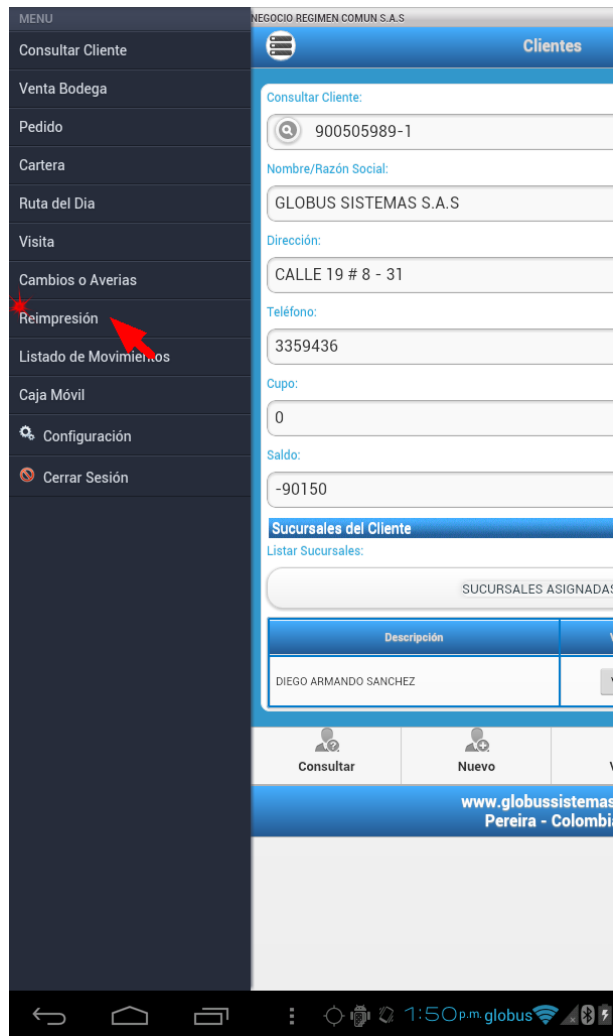 MENU
Consultar Cliente
Venta Bodega
Pedido
Cartera
Ruta del Dia
Visita
Cambios o Averias
Reimpresión
Listado de Movimientos
Caja Móvil
Configuración
Cerrar Sesión
NEGOCIO REGIMEN COMUN S.A.S
Clientes
Consultar Cliente:
900505989-1
Nombre/Razón Social:
GLOBUS SISTEMAS S.A.S
Dirección:
CALLE 19 # 8 - 31
Teléfono:
3359436
Cupo:
0
Saldo:
-90150
Sucursales del Cliente
Listar Sucursales:
SUCURSALES ASIGNADAS
Descripción
DIEGO ARMANDO SANCHEZ
Consultar Nuevo
www.globussistemas
Pereira - Colombia
1:50 p.m. globus